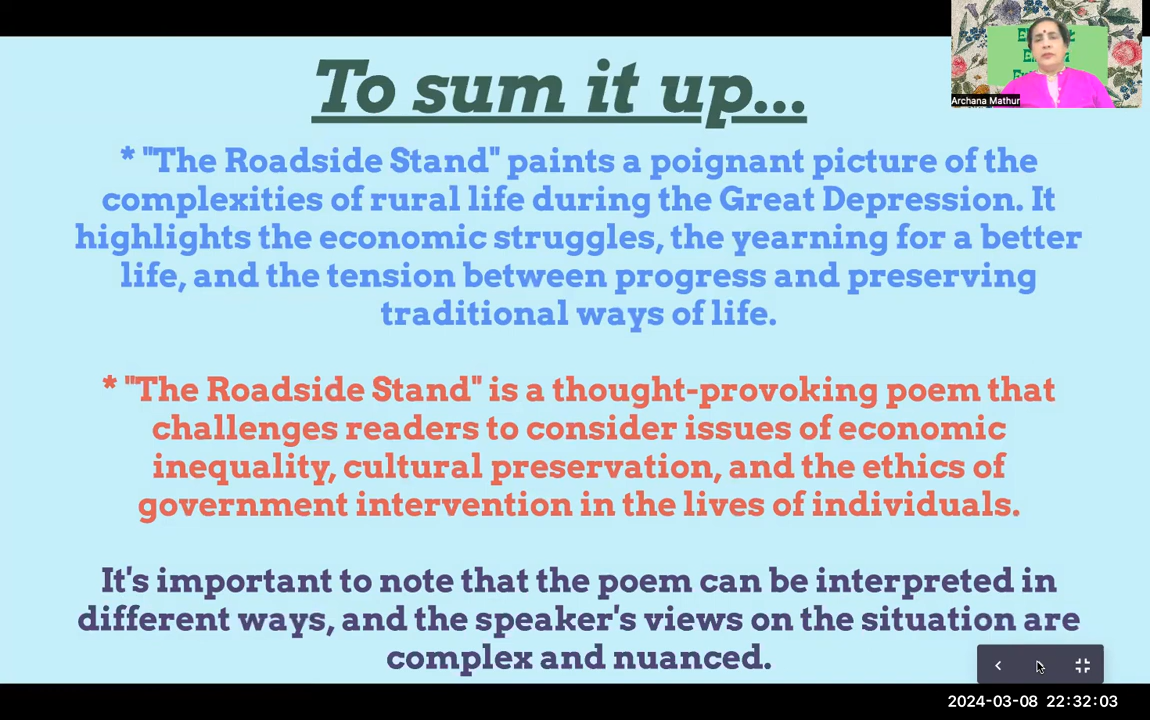 To sum it up...
* "The Roadside Stand" paints a poignant picture of the
complexities of rural life during the Great Depression. It
highlights the economic struggles, the yearning for a better
life, and the tension between progress and preserving
traditional ways of life.
* "The Roadside Stand" is a thought-provoking poem that
challenges readers to consider issues of economic
inequality, cultural preservation, and the ethics of
government intervention in the lives of individuals.
It's important to note that the poem can be interpreted in
different ways, and the speaker's views on the situation are
complex and nuanced.
Archana Mathur
2024-03-08 22:32:03